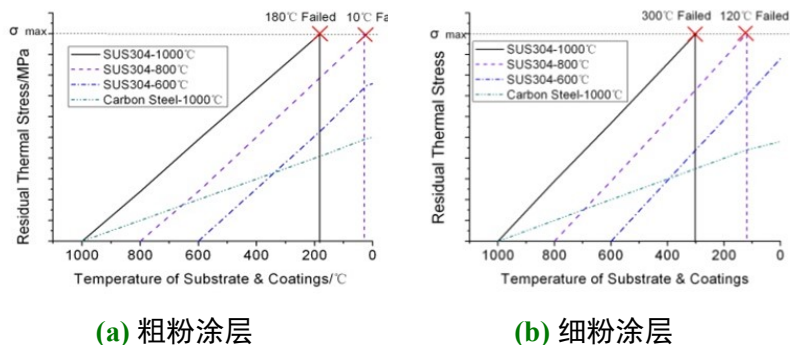 180℃ Failed
10℃ Fa
σ max
SUS304-1000℃
SUS304-800℃
SUS304-600℃
Carbon Steel-1000℃
Residual Thermal Stress/MPa
1000 800 600 400 200 0
Temperature of Substrate & Coatings/℃
(a) 粗粉涂层
300℃ Failed
120℃ Failed
σ max
SUS304-1000℃
SUS304-800℃
SUS304-600℃
Carbon Steel-1000℃
Residual Thermal Stress
1000 800 600 400 200 0
Temperature of Substrate & Coatings
(b) 细粉涂层